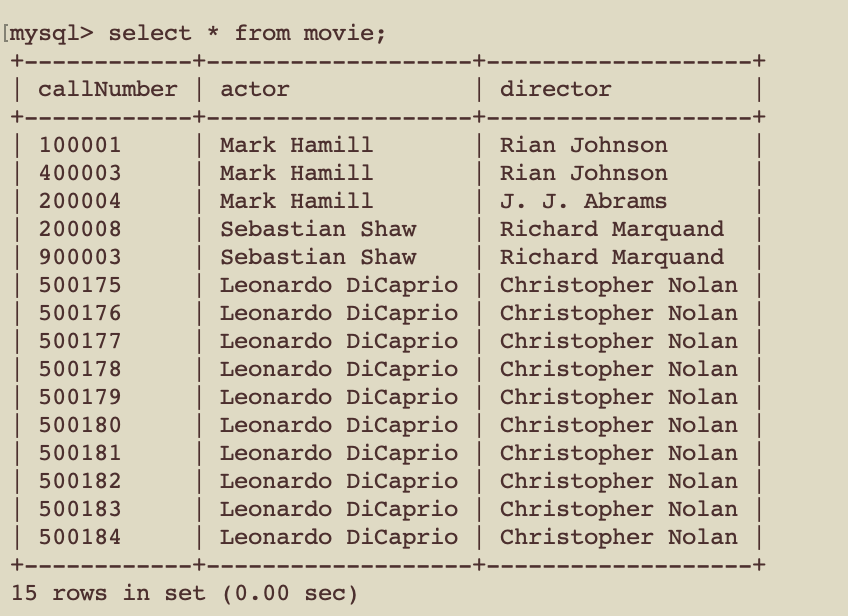 [mysql> select * from movie;
+------------+-------------------+-------------------+
| callNumber | actor             | director          |
+------------+-------------------+-------------------+
| 100001     | Mark Hamill       | Rian Johnson      |
| 400003     | Mark Hamill       | Rian Johnson      |
| 200004     | Mark Hamill       | J. J. Abrams      |
| 200008     | Sebastian Shaw    | Richard Marquand  |
| 900003     | Sebastian Shaw    | Richard Marquand  |
| 500175     | Leonardo DiCaprio | Christopher Nolan |
| 500176     | Leonardo DiCaprio | Christopher Nolan |
| 500177     | Leonardo DiCaprio | Christopher Nolan |
| 500178     | Leonardo DiCaprio | Christopher Nolan |
| 500179     | Leonardo DiCaprio | Christopher Nolan |
| 500180     | Leonardo DiCaprio | Christopher Nolan |
| 500181     | Leonardo DiCaprio | Christopher Nolan |
| 500182     | Leonardo DiCaprio | Christopher Nolan |
| 500183     | Leonardo DiCaprio | Christopher Nolan |
| 500184     | Leonardo DiCaprio | Christopher Nolan |
+------------+-------------------+-------------------+
15 rows in set (0.00 sec)